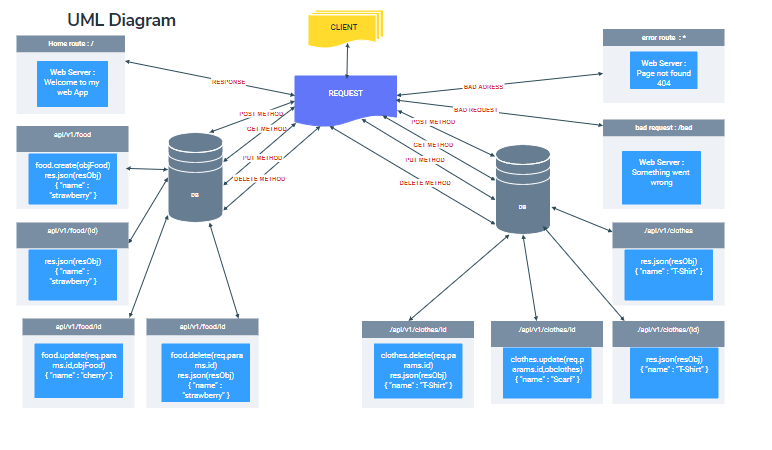 UML Diagram
CLIENT
Home route : /
Web Server :
Welcome to my
web App
error route : *
Web Server :
Page not found
404
REQUEST
RESPONSE
BAD ADRESS
BAD REQUEST
POST METHOD
GET METHOD
PUT METHOD
DELETE METHOD
POST METHOD
GET METHOD
PUT METHOD
DELETE METHOD
api/v1/food
food.create(objFood)
res.json(resObj)
{ "name" :
"strawberry" }
DB
DB
bad request : /bad
Web Server :
Something went
wrong
api/v1/food/(id)
res.json(resObj)
{ "name" :
"strawberry" }
/api/v1/clothes
res.json(resObj)
{ "name" : "T-Shirt" }
api/v1/food/id
food.update(req.para
ms.id,objFood)
{ "name" : "cherry" }
api/v1/food/id
food.delete(req.para
ms.id)
res.json(resObj)
{ "name" :
"strawberry" }
/api/v1/clothes/id
clothes.delete(req.pa
rams.id)
res.json(resObj)
{ "name" : "T-Shirt" }
/api/v1/clothes/id
clothes.update(req.p
arams.id,obclothes)
{ "name" : "Scarf" }
/api/v1/clothes/(id)
res.json(resObj)
{ "name" : "T-Shirt" }